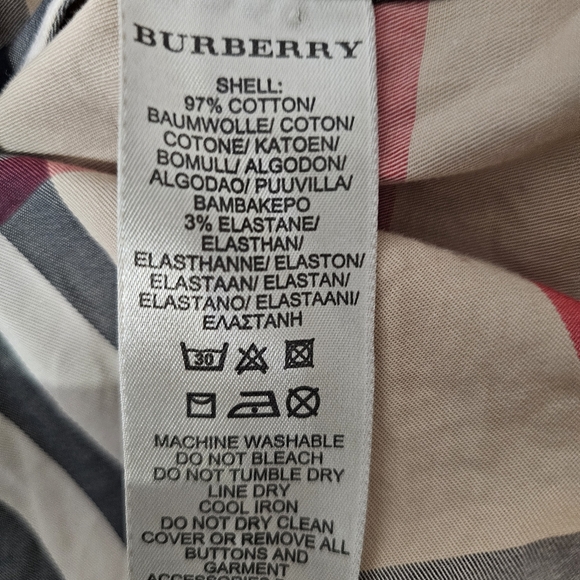 BURBERRY
SHELL:
97% COTTON/
BAUMWOLLE/ COTON/
COTONE/ KATOEN/
BOMULL/ ALGODON/
ALGODAO/ PUUVILLA/
BAMBAKEPO
3% ELASTANE/
ELASTHAN/
ELASTHANNE/ ELASTON/
ELASTAAN/ ELASTAN/
ELASTANO/ ELASTAANI/
ΕΛΑΣΤΑΝΗ
30
MACHINE WASHABLE
DO NOT BLEACH
DO NOT TUMBLE DRY
LINE DRY
COOL IRON
DO NOT DRY CLEAN
COVER OR REMOVE ALL
BUTTONS AND
GARMENT